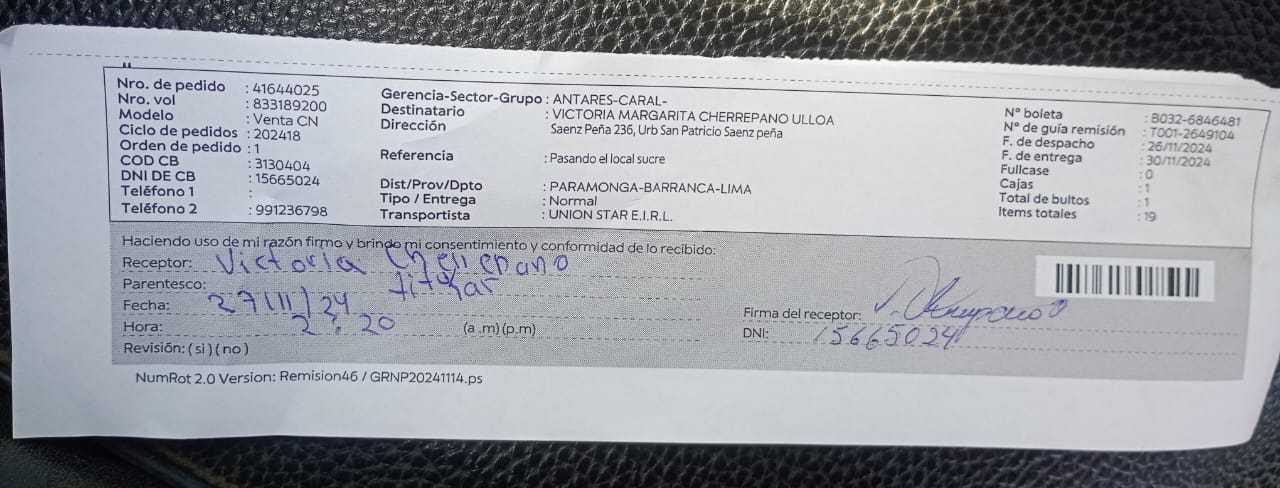 Nro. de pedido : 41644025
Nro. vol : 833189200
Modelo : Venta CN
Ciclo de pedidos : 202418
Orden de pedido : 1
COD CB : 3130404
DNI DE CB : 15665024
Teléfono 1 :
Teléfono 2 : 991236798
Gerencia-Sector-Grupo : ANTARES-CARAL-
Destinatario : VICTORIA MARGARITA CHERREPANO ULLOA
Dirección Saenz Peña 236, Urb San Patricio Saenz peña
Referencia : Pasando el local sucre
Dist/Prov/Dpto : PARAMONGA-BARRANCA-LIMA
Tipo / Entrega : Normal
Transportista : UNION STAR E.I.R.L.
N° boleta : B032-6846481
N° de guía remisión : T001-2649104
F. de despacho : 26/11/2024
F. de entrega : 30/11/2024
Fullcase : 0
Cajas : 1
Total de bultos : 1
Items totales : 19
Haciendo uso de mi razón firmo y brindo mi consentimiento y conformidad de lo recibido:
Receptor: Victoria Cherrepano
Parentesco: titular
Fecha: 27/11/24
Hora: 2:20 (a .m) (p.m)
Revisión: ( si ) ( no )
Firma del receptor:
DNI: 15665024
NumRot 2.0 Version: Remision46 / GRNP20241114.ps